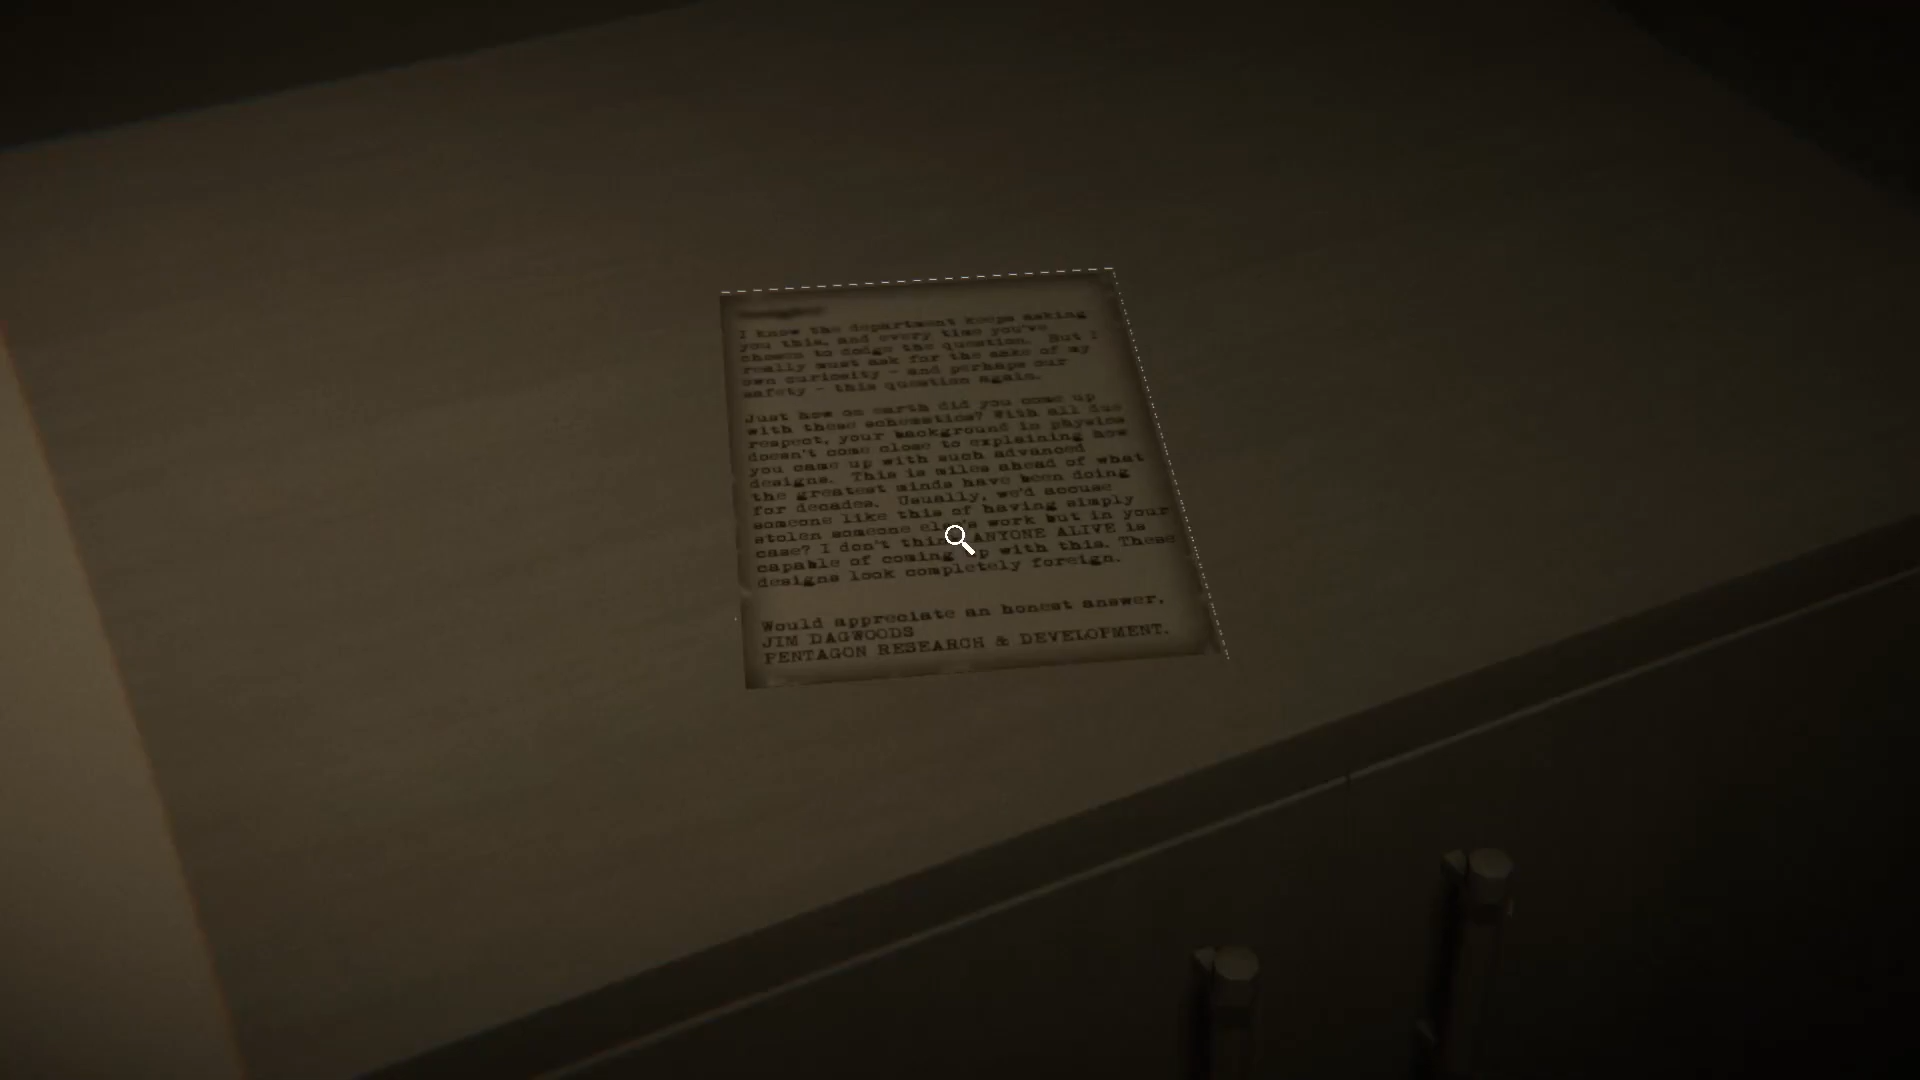 I know the department keeps asking
you this, and every time you've
chosen to dodge the question. But I
really must ask for the sake of my
own curiosity - and perhaps our
safety - this question again.
Just how on earth did you come up
with these schematics? With all due
respect, your background in physics
doesn't come close to explaining how
you came up with such advanced
designs. This is miles ahead of what
the greatest minds have been doing
for decades. Usually, we'd accuse
someone like this of having simply
stolen someone else's work but in your
case? I don't think ANYONE ALIVE is
capable of coming up with this. These
designs look completely foreign.
Would appreciate an honest answer,
JIM DAGWOODS
PENTAGON RESEARCH & DEVELOPMENT.